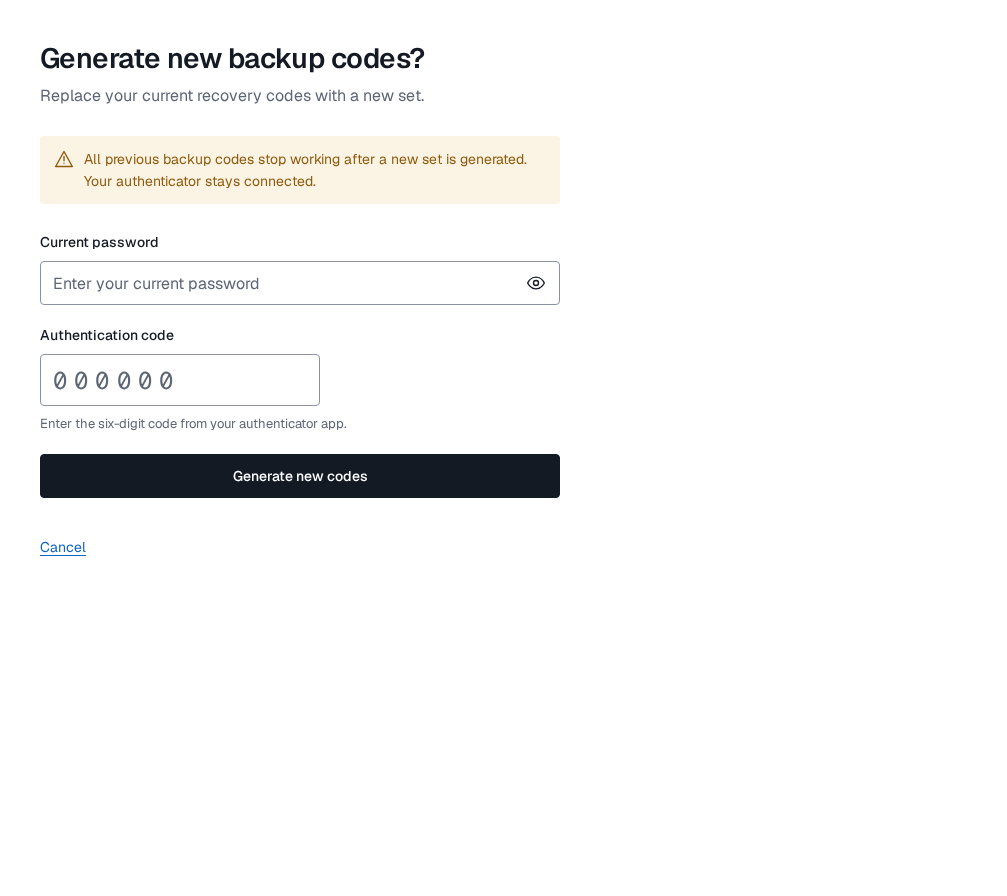 Generate new backup codes?
Replace your current recovery codes with a new set.
All previous backup codes stop working after a new set is generated.
Your authenticator stays connected.
Current password
Enter your current password
Authentication code
000000
Enter the six-digit code from your authenticator app.
Generate new codes
Cancel